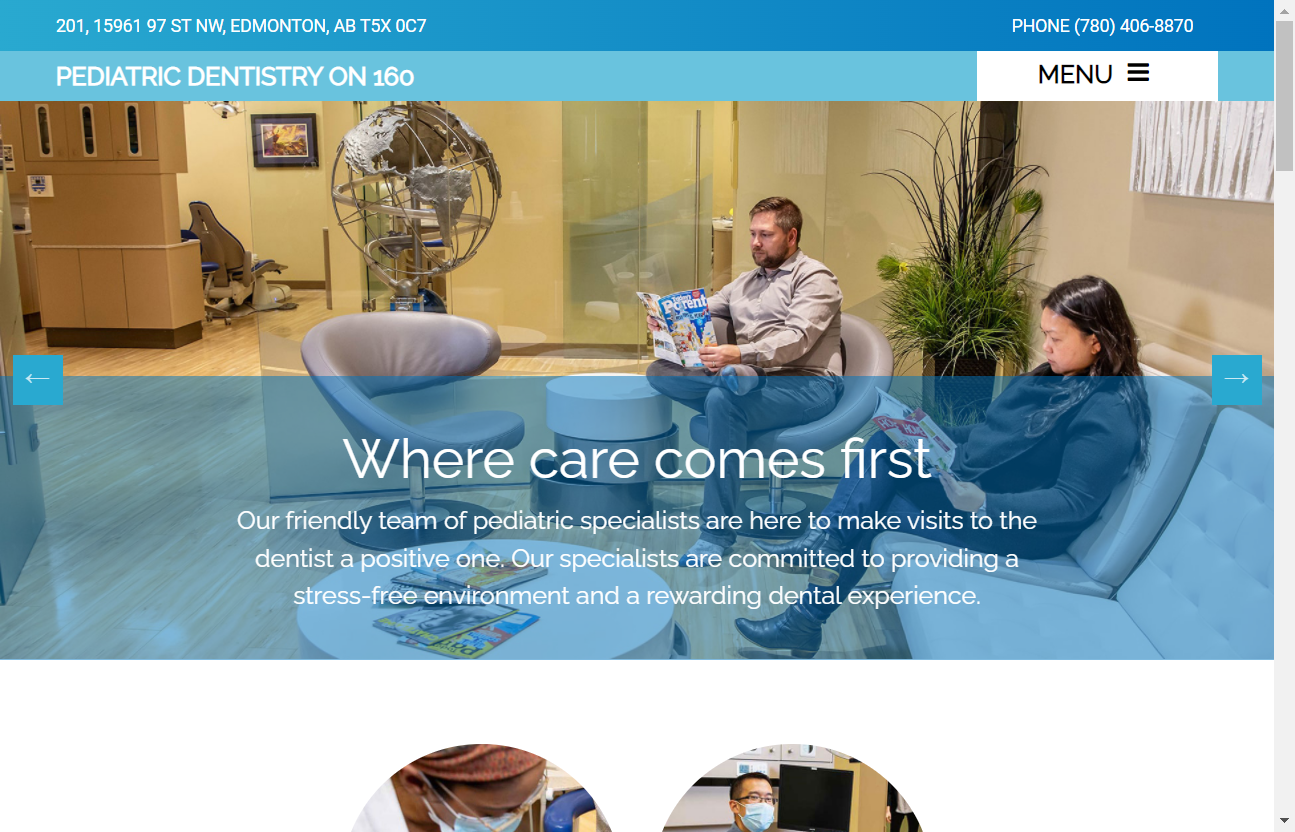 201, 15961 97 ST NW, EDMONTON, AB T5X 0C7
PHONE (780) 406-8870
PEDIATRIC DENTISTRY ON 160
MENU
←
→
Where care comes first
Our friendly team of pediatric specialists are here to make visits to the
dentist a positive one. Our specialists are committed to providing a
stress-free environment and a rewarding dental experience.